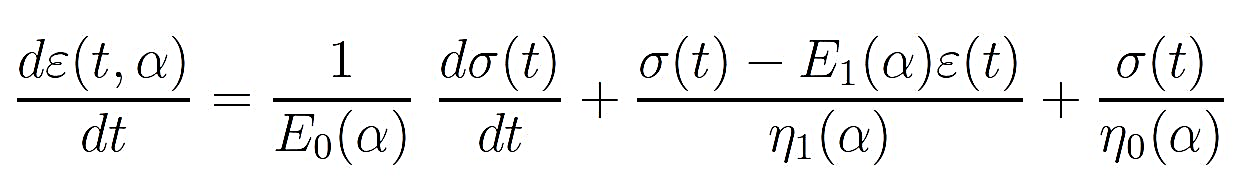 dε(t, α)/dt = 1/E₀(α) dσ(t)/dt + (σ(t) − E₁(α)ε(t))/η₁(α) + σ(t)/η₀(α)